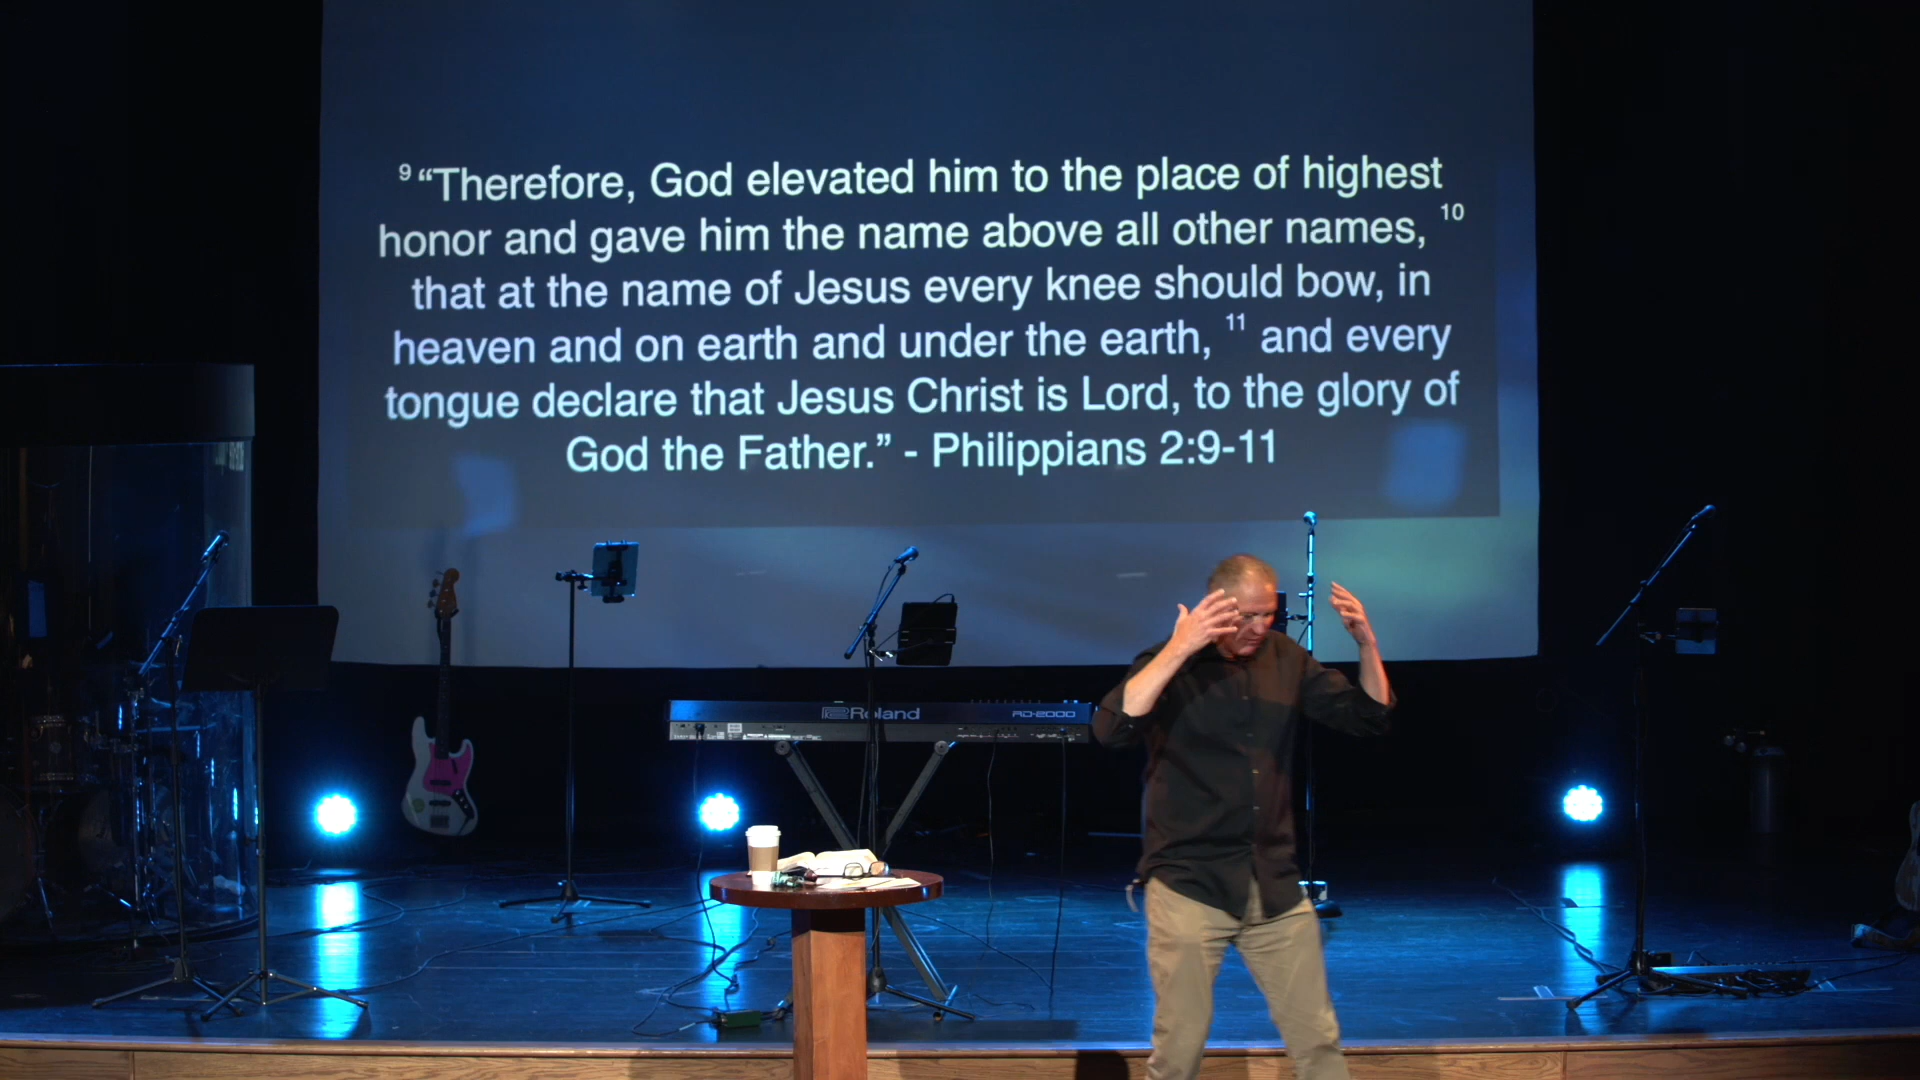 9 “Therefore, God elevated him to the place of highest
honor and gave him the name above all other names, 10
that at the name of Jesus every knee should bow, in
heaven and on earth and under the earth, 11 and every
tongue declare that Jesus Christ is Lord, to the glory of
God the Father.” - Philippians 2:9-11
Roland
RD-2000